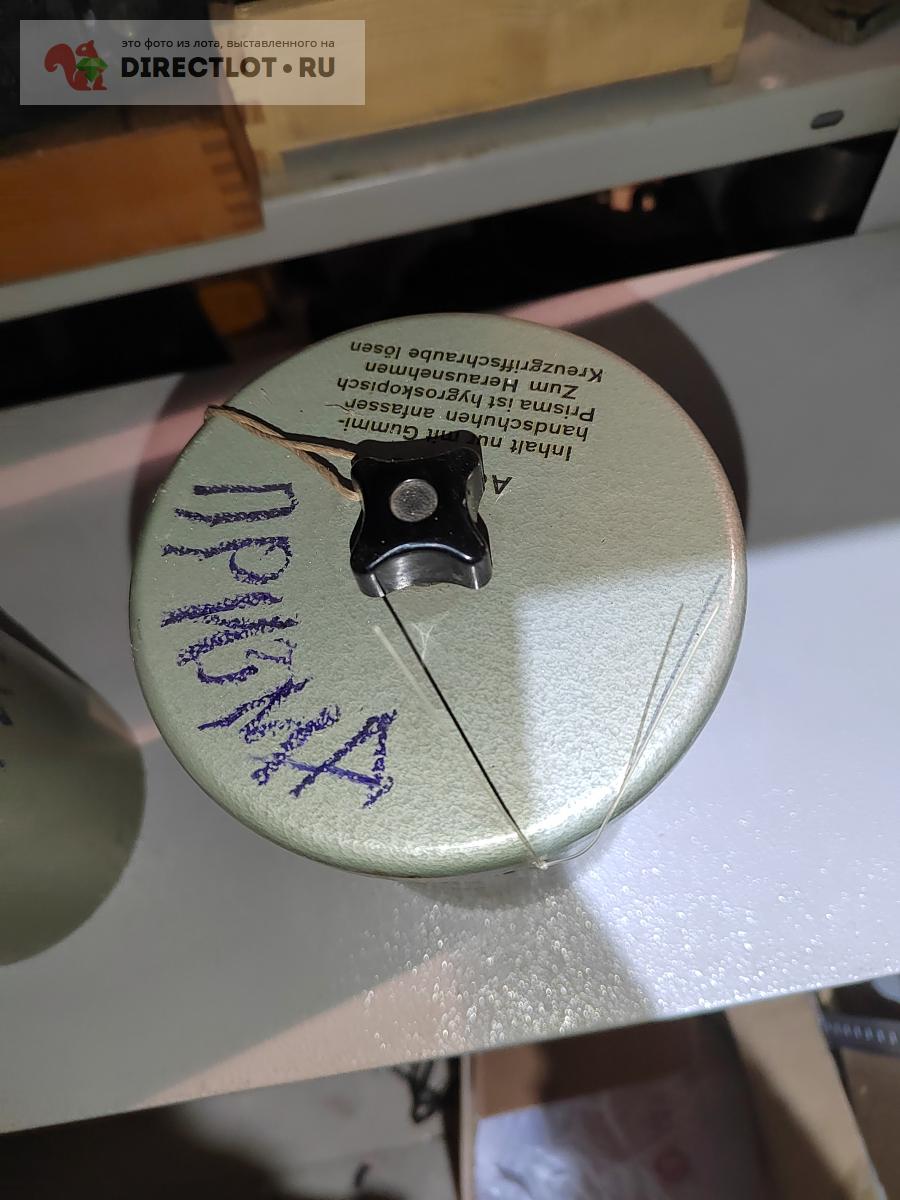 это фото из лота, выставленного на
DIRECTLOT.RU
Inhalt nur mit Gummi-
handschuhen anfassen
Prisma ist hygroskopisch
Zum Herausnehmen
Kreuzgriffschraube lösen
ПРИЗМА